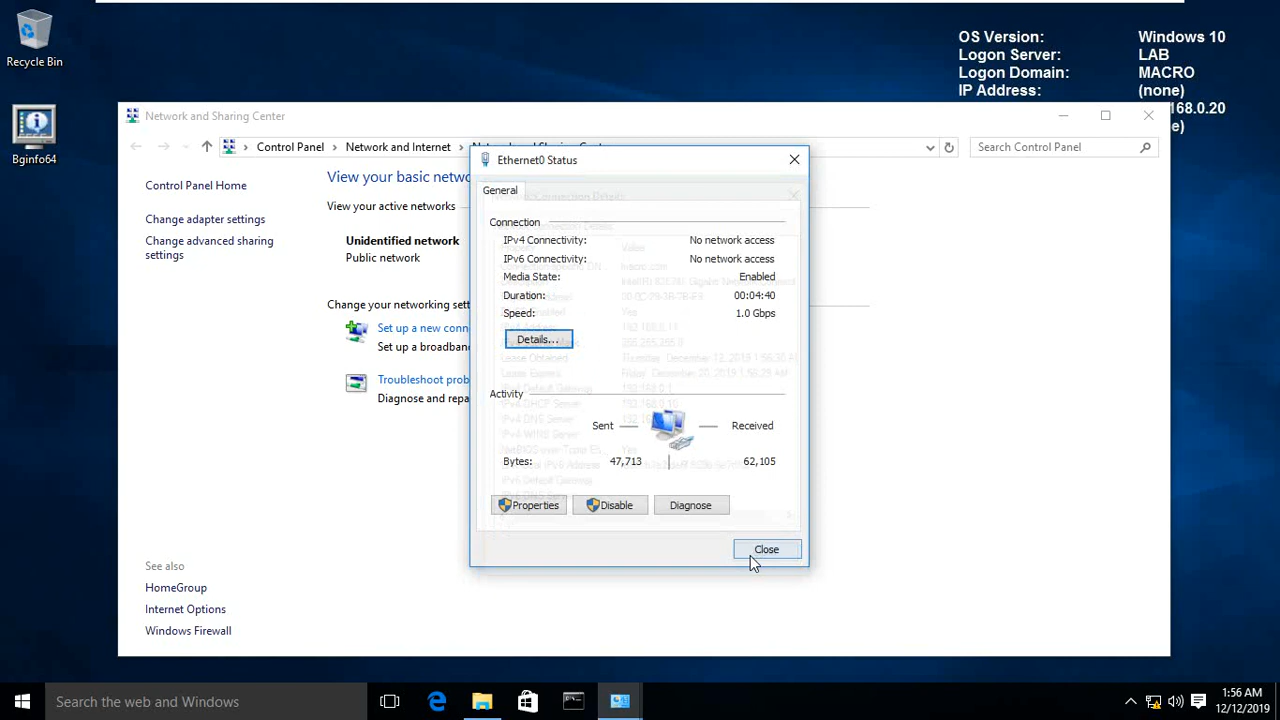 Recycle Bin
Bginfo64
OS Version: Windows 10
Logon Server: LAB
Logon Domain: MACRO
IP Address: (none)
168.0.20
e)
Network and Sharing Center
Control Panel > Network and Internet >
Search Control Panel
Control Panel Home
Change adapter settings
Change advanced sharing
settings
View your basic netwo
View your active networks
Unidentified network
Public network
Change your networking sett
Set up a new conn
Set up a broadban
Troubleshoot prob
Diagnose and repa
See also
HomeGroup
Internet Options
Windows Firewall
Ethernet0 Status
General
Connection
IPv4 Connectivity: No network access
IPv6 Connectivity: No network access
Media State: Enabled
Duration: 00:04:40
Speed: 1.0 Gbps
Details...
Activity
Sent Received
Bytes: 47,713 62,105
Properties Disable Diagnose
Close
Search the web and Windows
1:56 AM
12/12/2019